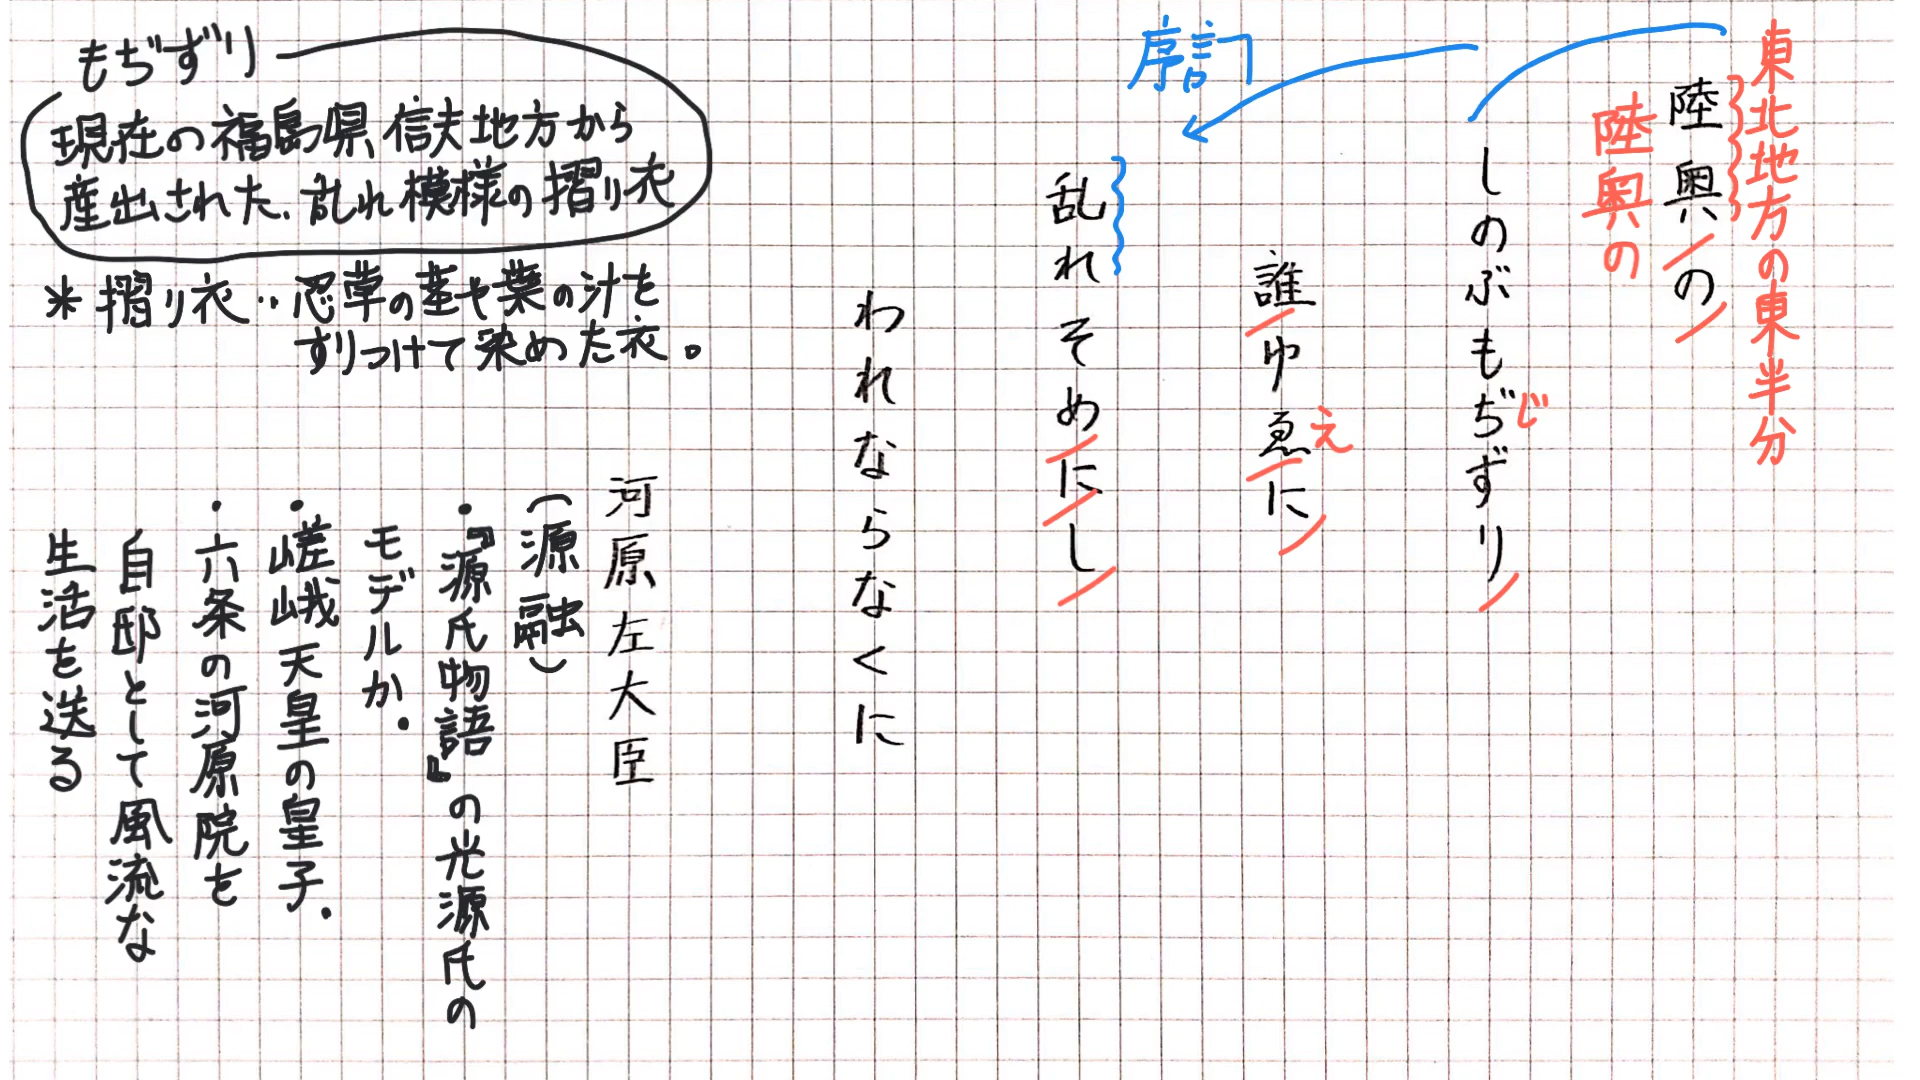 東北地方の東半分
陸奥の
陸奥の
しのぶもぢずり
じ
誰ゆゑに
え
序詞
乱れそめにし
われならなくに
河原左大臣
(源融)
・『源氏物語』の光源氏の
モデルか.
・嵯峨天皇の皇子.
・六条の河原院を
自邸として風流な
生活を送る
もぢずり
現在の福島県信夫地方から
産出された、乱れ模様の摺り衣
*摺り衣‥忍草の茎や葉の汁を
すりつけて染めた衣。